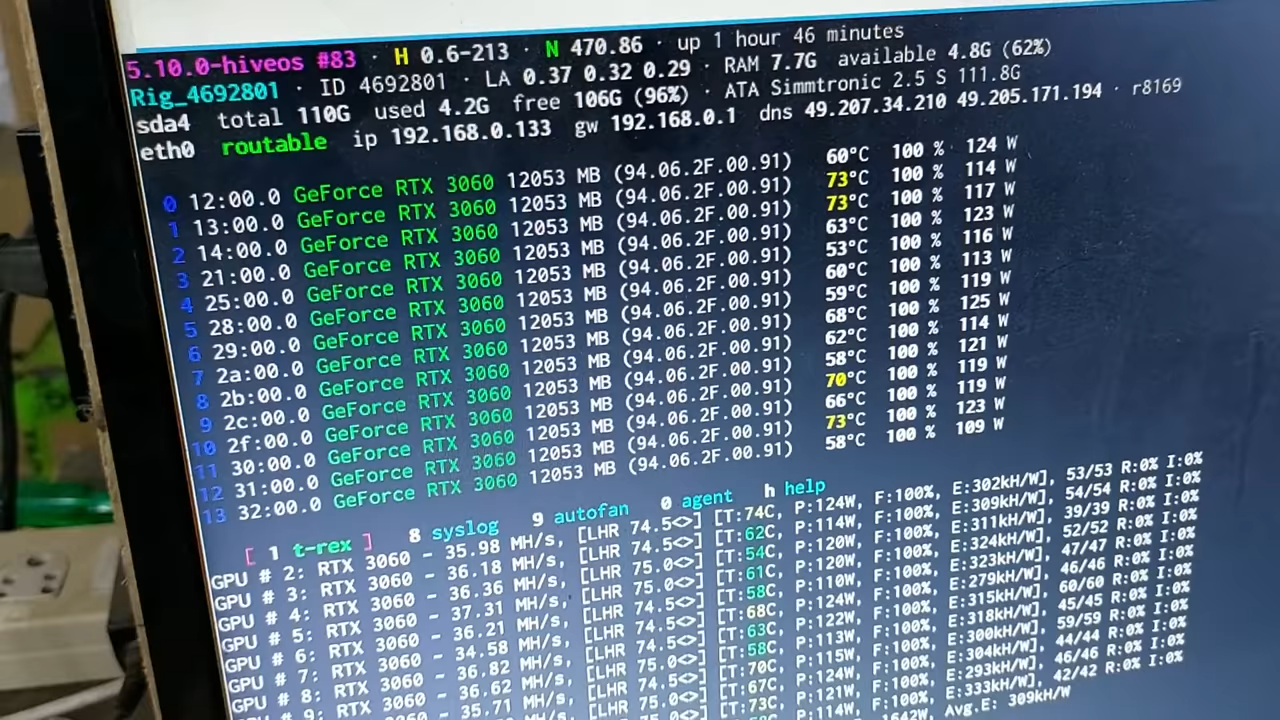 5.10.0-hiveos #83 · H 0.6-213 · N 470.86 · up 1 hour 46 minutes
Rig_4692801 · ID 4692801 · LA 0.37 0.32 0.29 · RAM 7.7G available 4.8G (62%)
sda4 total 110G used 4.2G free 106G (96%) · ATA Simmtronic 2.5 S 111.8G
eth0 routable ip 192.168.0.133 gw 192.168.0.1 dns 49.207.34.210 49.205.171.194 · r8169
0 12:00.0 GeForce RTX 3060 12053 MB (94.06.2F.00.91) 60°C 100 % 124 W
1 13:00.0 GeForce RTX 3060 12053 MB (94.06.2F.00.91) 73°C 100 % 114 W
2 14:00.0 GeForce RTX 3060 12053 MB (94.06.2F.00.91) 73°C 100 % 117 W
3 21:00.0 GeForce RTX 3060 12053 MB (94.06.2F.00.91) 63°C 100 % 123 W
4 25:00.0 GeForce RTX 3060 12053 MB (94.06.2F.00.91) 53°C 100 % 116 W
5 28:00.0 GeForce RTX 3060 12053 MB (94.06.2F.00.91) 60°C 100 % 113 W
6 29:00.0 GeForce RTX 3060 12053 MB (94.06.2F.00.91) 59°C 100 % 119 W
7 2a:00.0 GeForce RTX 3060 12053 MB (94.06.2F.00.91) 68°C 100 % 125 W
8 2b:00.0 GeForce RTX 3060 12053 MB (94.06.2F.00.91) 62°C 100 % 114 W
9 2c:00.0 GeForce RTX 3060 12053 MB (94.06.2F.00.91) 58°C 100 % 121 W
10 2f:00.0 GeForce RTX 3060 12053 MB (94.06.2F.00.91) 70°C 100 % 119 W
11 30:00.0 GeForce RTX 3060 12053 MB (94.06.2F.00.91) 66°C 100 % 119 W
12 31:00.0 GeForce RTX 3060 12053 MB (94.06.2F.00.91) 73°C 100 % 123 W
13 32:00.0 GeForce RTX 3060 12053 MB (94.06.2F.00.91) 58°C 100 % 109 W
[ 1 t-rex ] 8 syslog 9 autofan 0 agent h help
GPU # 2: RTX 3060 - 35.98 MH/s, [LHR 74.5<>] [T:74C, P:124W, F:100%, E:302kH/W], 53/53 R:0% I:0%
GPU # 3: RTX 3060 - 36.18 MH/s, [LHR 74.5<>] [T:62C, P:114W, F:100%, E:309kH/W], 54/54 R:0% I:0%
GPU # 4: RTX 3060 - 36.36 MH/s, [LHR 75.0<>] [T:54C, P:120W, F:100%, E:311kH/W], 39/39 R:0% I:0%
GPU # 5: RTX 3060 - 37.31 MH/s, [LHR 74.5<>] [T:61C, P:120W, F:100%, E:324kH/W], 52/52 R:0% I:0%
GPU # 6: RTX 3060 - 36.21 MH/s, [LHR 74.5<>] [T:58C, P:110W, F:100%, E:323kH/W], 47/47 R:0% I:0%
GPU # 7: RTX 3060 - 34.58 MH/s, [LHR 75.0<>] [T:68C, P:124W, F:100%, E:279kH/W], 46/46 R:0% I:0%
GPU # 8: RTX 3060 - 36.82 MH/s, [LHR 74.5<>] [T:63C, P:122W, F:100%, E:315kH/W], 60/60 R:0% I:0%
# 9: RTX 3060 - 36.62 MH/s, [LHR 75.0<>] [T:58C, P:113W, F:100%, E:318kH/W], 45/45 R:0% I:0%
RTX 3060 - 35.71 MH/s, [LHR 74.5<>] [T:70C, P:115W, F:100%, E:300kH/W], 59/59 R:0% I:0%
MH/s, [LHR 75.0<>] [T:67C, P:124W, F:100%, E:304kH/W], 44/44 R:0% I:0%
[T:73C, P:121W, F:100%, E:293kH/W], 46/46 R:0% I:0%
P:114W, F:100%, E:333kH/W], 42/42 R:0% I:0%
1642W, Avg.E: 309kH/W